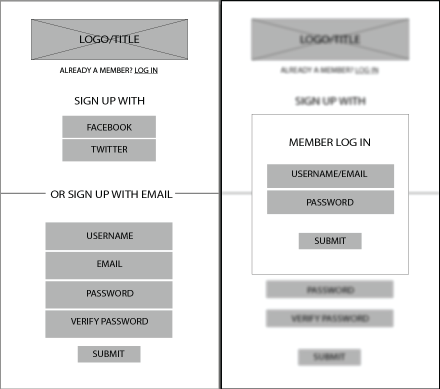 LOGO/TITLE
ALREADY A MEMBER? LOG IN
SIGN UP WITH
FACEBOOK
TWITTER
OR SIGN UP WITH EMAIL
USERNAME
EMAIL
PASSWORD
VERIFY PASSWORD
SUBMIT
LOGO/TITLE
ALREADY A MEMBER? LOG IN
SIGN UP WITH
MEMBER LOG IN
USERNAME/EMAIL
PASSWORD
SUBMIT
PASSWORD
VERIFY PASSWORD
SUBMIT